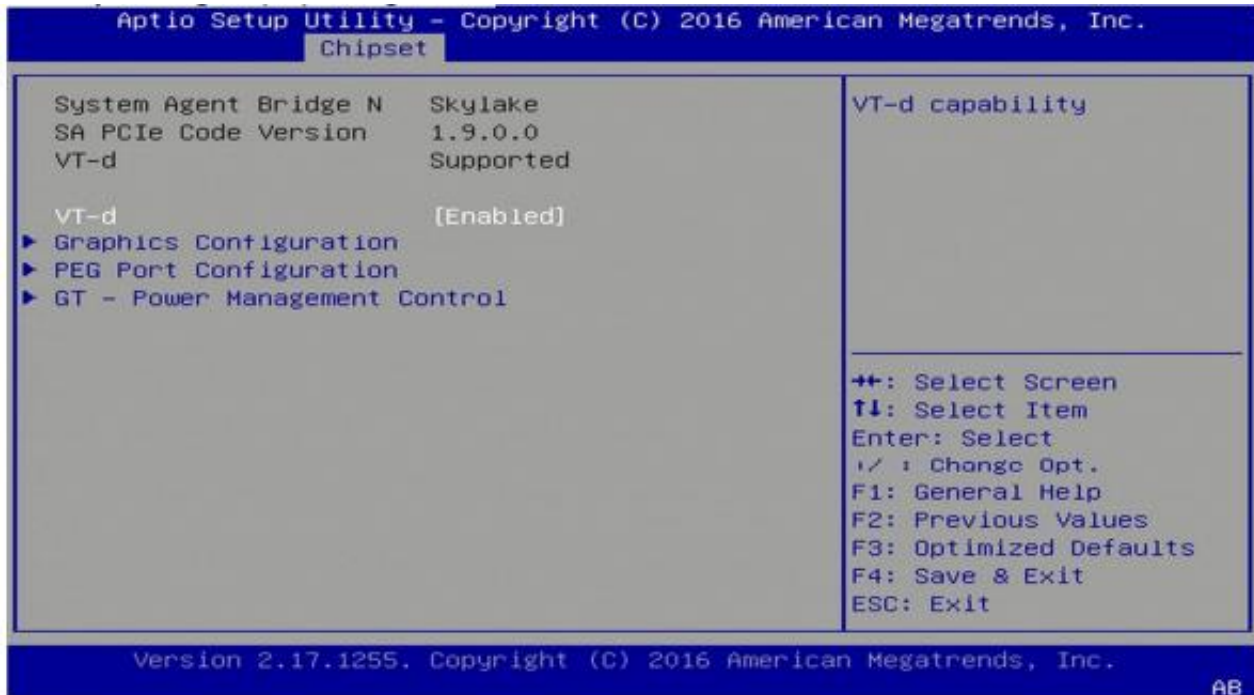 Aptio Setup Utility – Copyright (C) 2016 American Megatrends, Inc.
Chipset
System Agent Bridge N Skylake
SA PCIe Code Version 1.9.0.0
VT-d Supported
VT-d [Enabled]
▶ Graphics Configuration
▶ PEG Port Configuration
▶ GT – Power Management Control
VT-d capability
→←: Select Screen
↑↓: Select Item
Enter: Select
+/-: Change Opt.
F1: General Help
F2: Previous Values
F3: Optimized Defaults
F4: Save & Exit
ESC: Exit
Version 2.17.1255. Copyright (C) 2016 American Megatrends, Inc.
AB